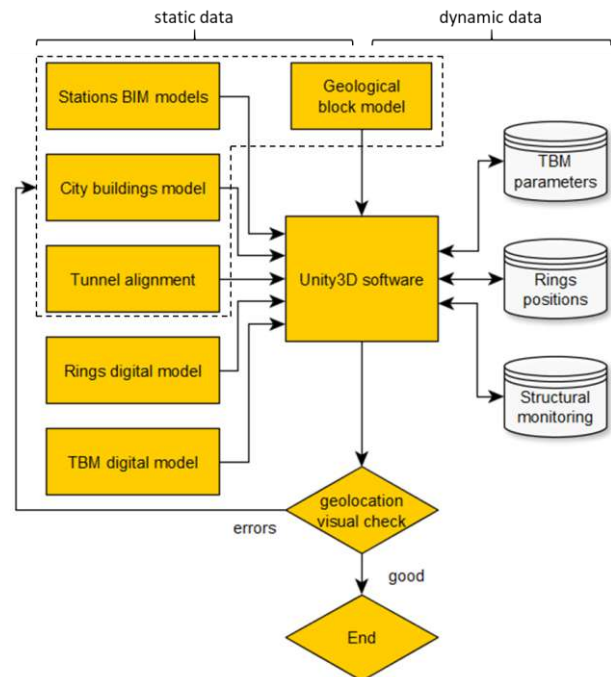 static data
dynamic data
Stations BIM models
Geological
block model
TBM
parameters
City buildings model
Unity3D software
Rings
positions
Tunnel alignment
Rings digital model
Structural
monitoring
TBM digital model
geolocation
visual check
errors
good
End